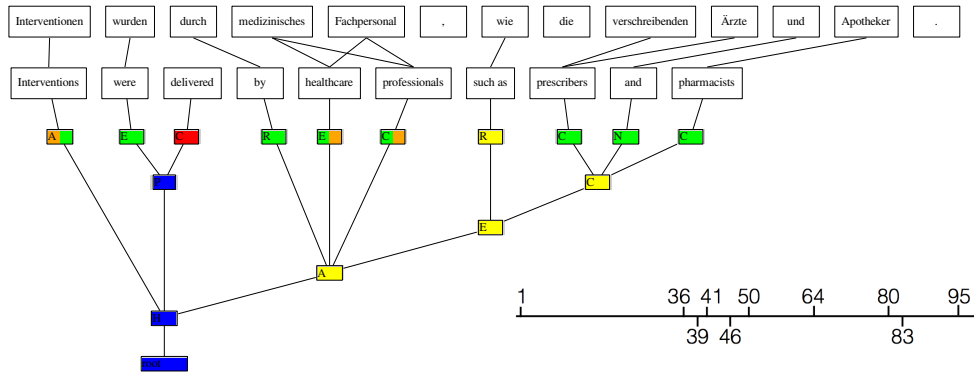 Interventionen wurden durch medizinisches Fachpersonal , wie die verschreibenden Ärzte und Apotheker .
Interventions were delivered by healthcare professionals such as prescribers and pharmacists
A E C R E C R C N C
P C
E
A
1 36 41 50 64 80 95
H
39 46 83
root